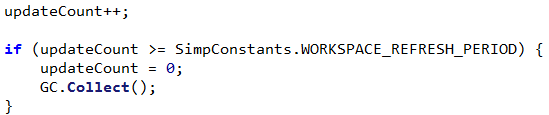 updateCount++;
if (updateCount >= SimpConstants.WORKSPACE_REFRESH_PERIOD) {
    updateCount = 0;
    GC.Collect();
}